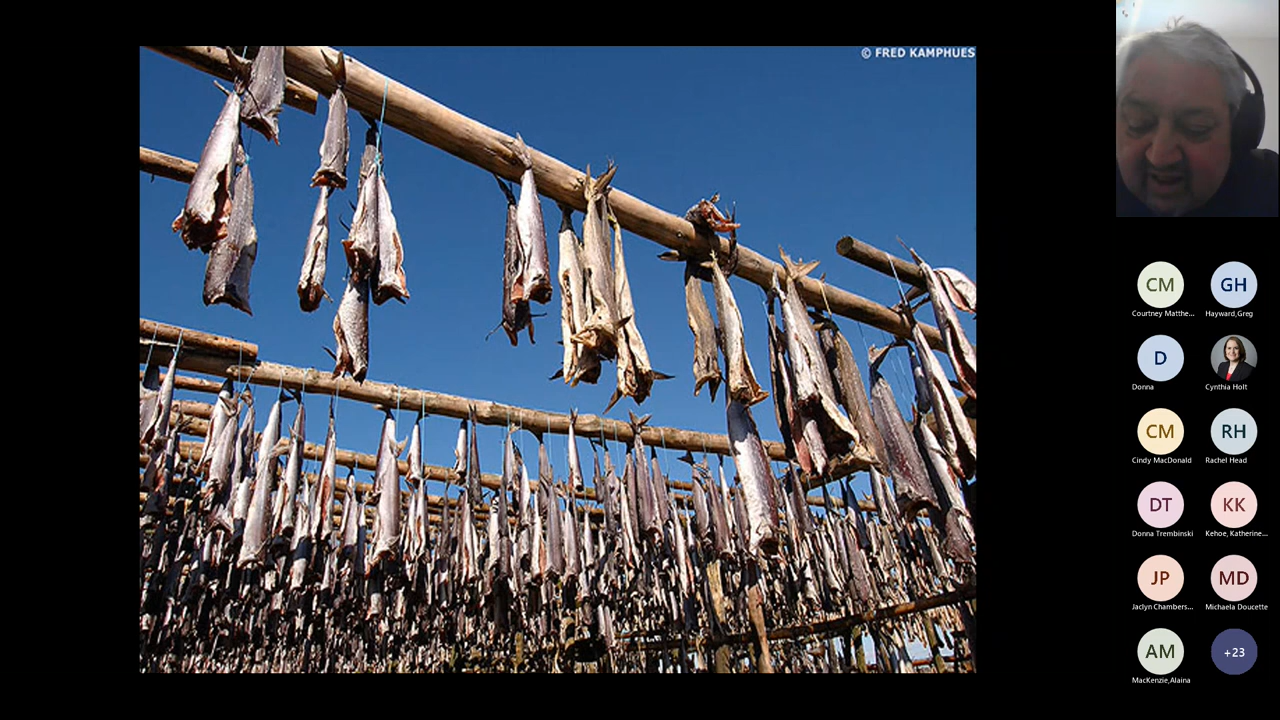 © FRED KAMPHUES
CM
GH
Courtney Matthe...
Hayward,Greg
D
Donna
Cynthia Holt
CM
RH
Cindy MacDonald
Rachel Head
DT
KK
Donna Trembinski
Kehoe, Katherine...
JP
MD
Jaclyn Chambers...
Michaela Doucette
AM
+23
MacKenzie,Alaina